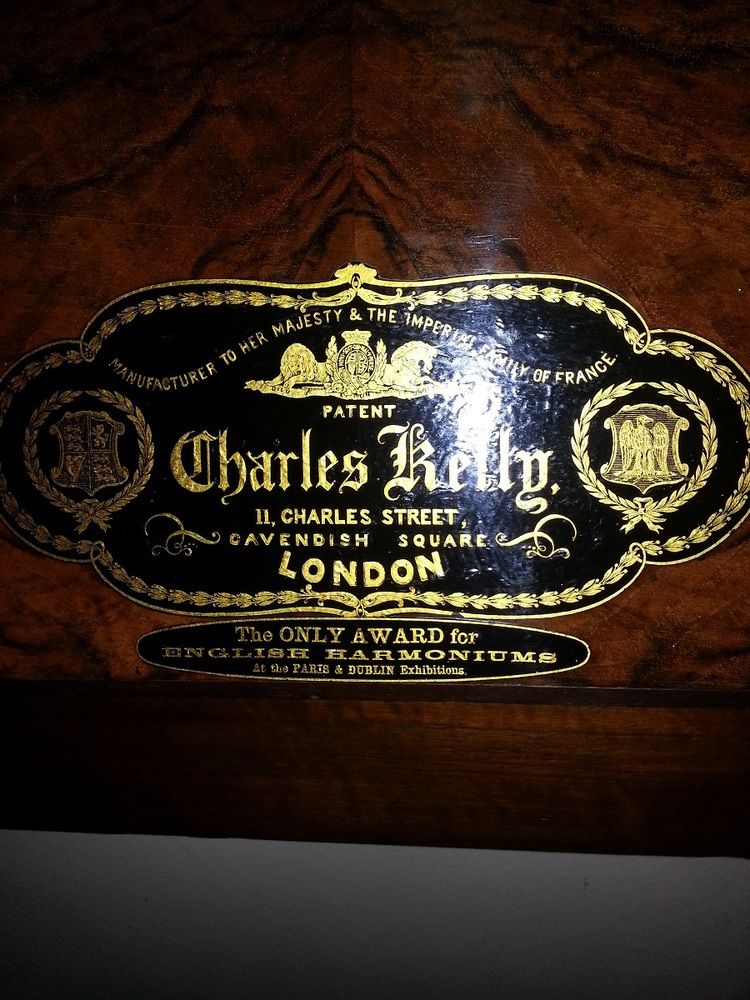 MANUFACTURER TO HER MAJESTY & THE IMPERIAL FAMILY OF FRANCE.
PATENT
Charles Kelly.
11, CHARLES STREET,
CAVENDISH SQUARE
LONDON
The ONLY AWARD for
ENGLISH HARMONIUMS
At the PARIS & DUBLIN Exhibitions.